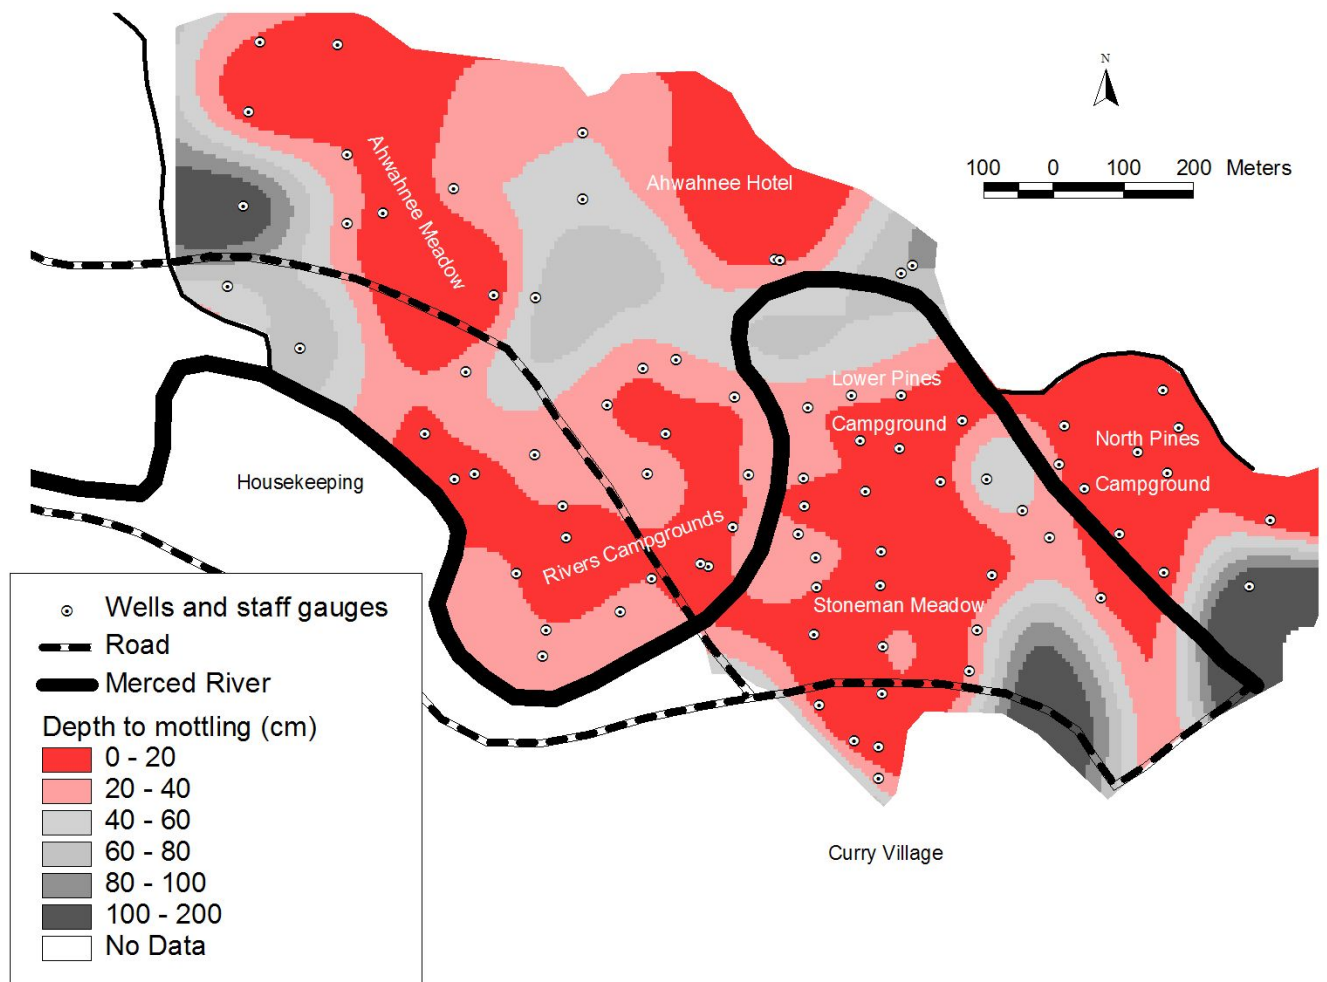 N
100 0 100 200 Meters
Ahwahnee Meadow
Ahwahnee Hotel
Lower Pines
Campground
North Pines
Campground
Housekeeping
Rivers Campgrounds
Stoneman Meadow
Curry Village
Wells and staff gauges
Road
Merced River
Depth to mottling (cm)
0 - 20
20 - 40
40 - 60
60 - 80
80 - 100
100 - 200
No Data